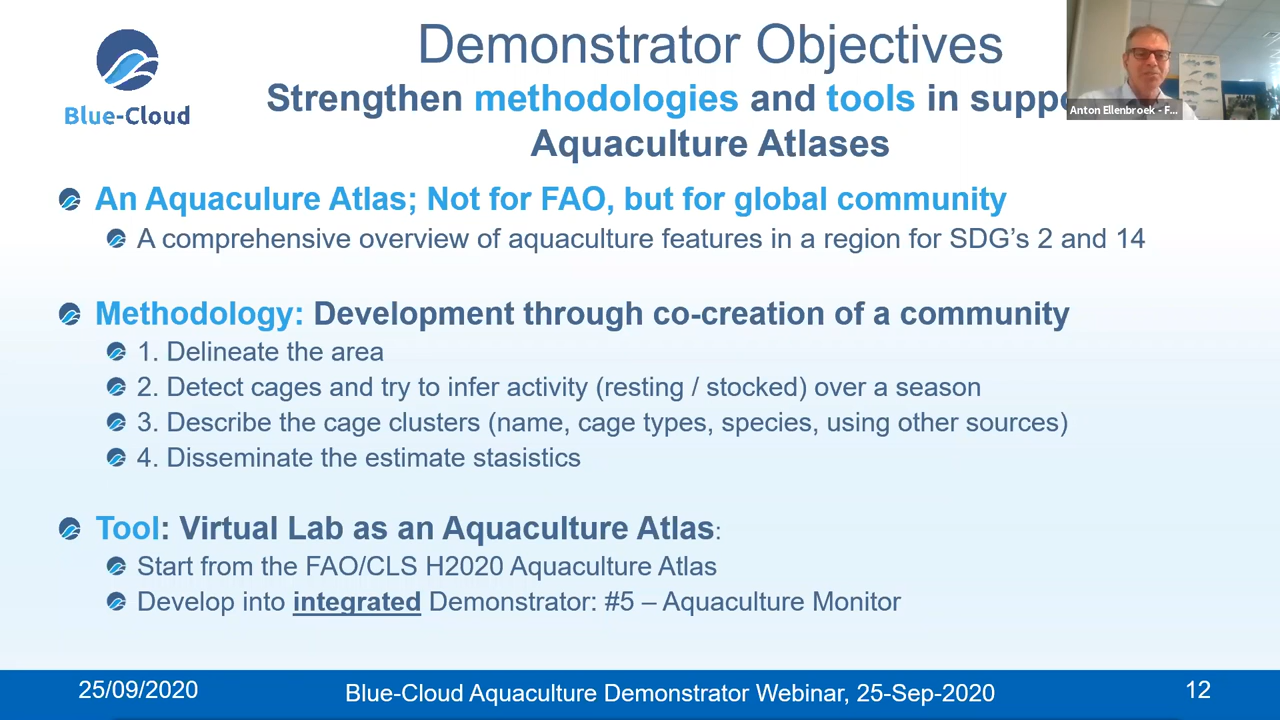 Demonstrator Objectives
Strengthen methodologies and tools in supp
Aquaculture Atlases
Blue-Cloud
Anton Ellenbroek - F...
An Aquaculure Atlas; Not for FAO, but for global community
A comprehensive overview of aquaculture features in a region for SDG's 2 and 14
Methodology: Development through co-creation of a community
1. Delineate the area
2. Detect cages and try to infer activity (resting / stocked) over a season
3. Describe the cage clusters (name, cage types, species, using other sources)
4. Disseminate the estimate stasistics
Tool: Virtual Lab as an Aquaculture Atlas:
Start from the FAO/CLS H2020 Aquaculture Atlas
Develop into integrated Demonstrator: #5 – Aquaculture Monitor
25/09/2020
Blue-Cloud Aquaculture Demonstrator Webinar, 25-Sep-2020
12